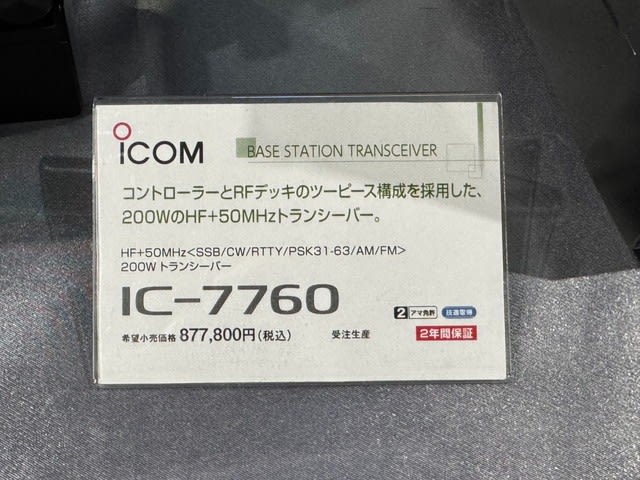 ICOM BASE STATION TRANSCEIVER
コントローラーとRFデッキのツーピース構成を採用した、
200WのHF+50MHzトランシーバー。
HF+50MHz<SSB/CW/RTTY/PSK31-63/AM/FM>
200W トランシーバー
IC-7760 2 アマ免許 技適取得
希望小売価格 877,800円(税込) 受注生産 2年間保証